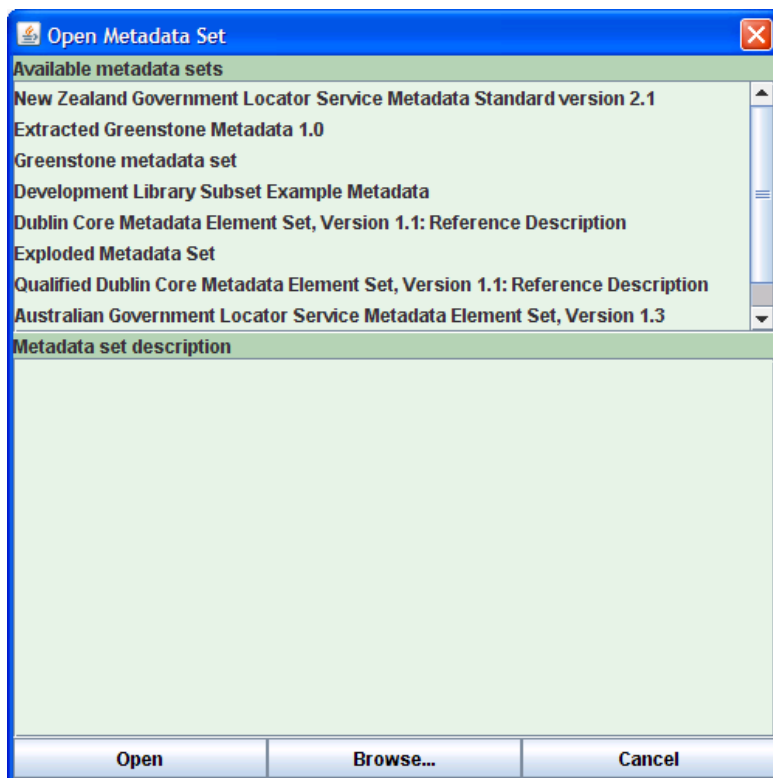 Open Metadata Set
Available metadata sets
New Zealand Government Locator Service Metadata Standard version 2.1
Extracted Greenstone Metadata 1.0
Greenstone metadata set
Development Library Subset Example Metadata
Dublin Core Metadata Element Set, Version 1.1: Reference Description
Exploded Metadata Set
Qualified Dublin Core Metadata Element Set, Version 1.1: Reference Description
Australian Government Locator Service Metadata Element Set, Version 1.3
Metadata set description
Open Browse... Cancel